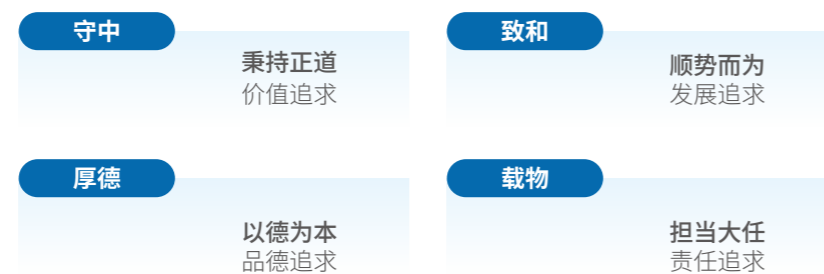 守中
秉持正道
价值追求
致和
顺势而为
发展追求
厚德
以德为本
品德追求
载物
担当大任
责任追求